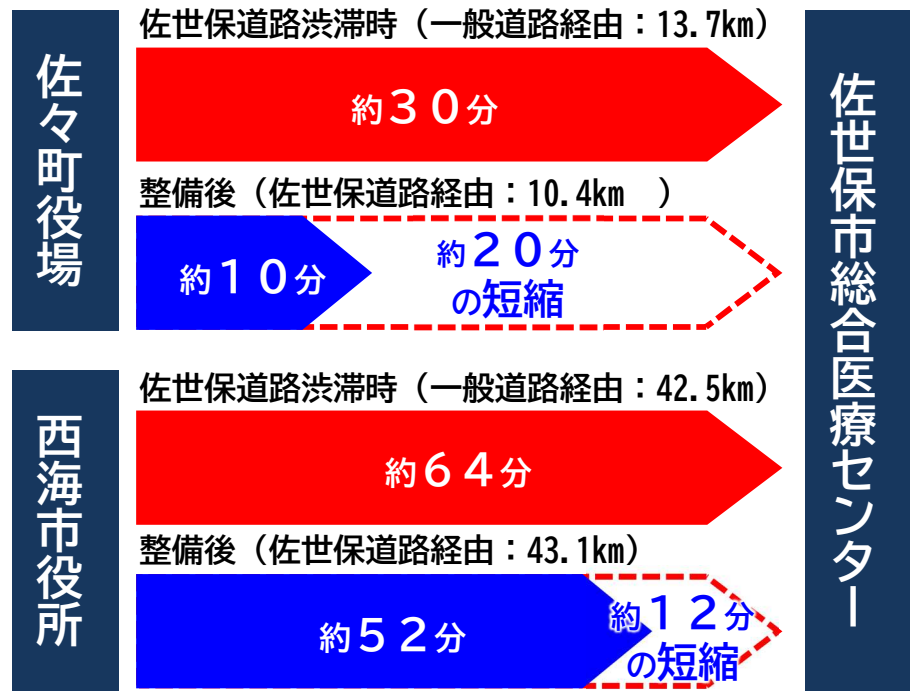 佐々町役場
佐世保道路渋滞時（一般道路経由：13.7km）
約３０分
整備後（佐世保道路経由：10.4km　）
約１０分
約２０分
の短縮
西海市役所
佐世保道路渋滞時（一般道路経由：42.5km）
約６４分
整備後（佐世保道路経由：43.1km）
約５２分
約１２分
の短縮
佐世保市総合医療センター